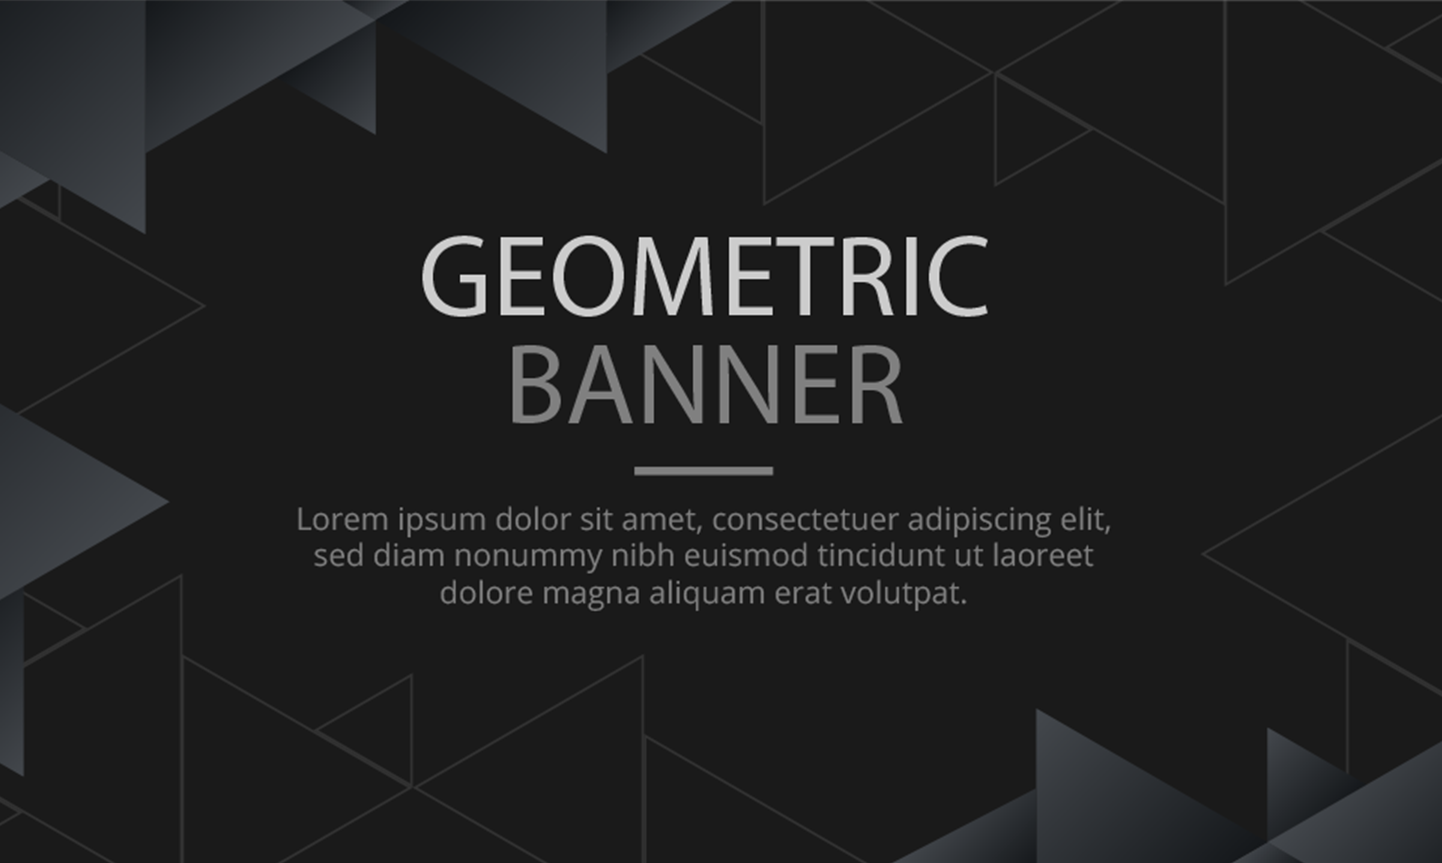 GEOMETRIC
BANNER
Lorem ipsum dolor sit amet, consectetuer adipiscing elit,
sed diam nonummy nibh euismod tincidunt ut laoreet
dolore magna aliquam erat volutpat.